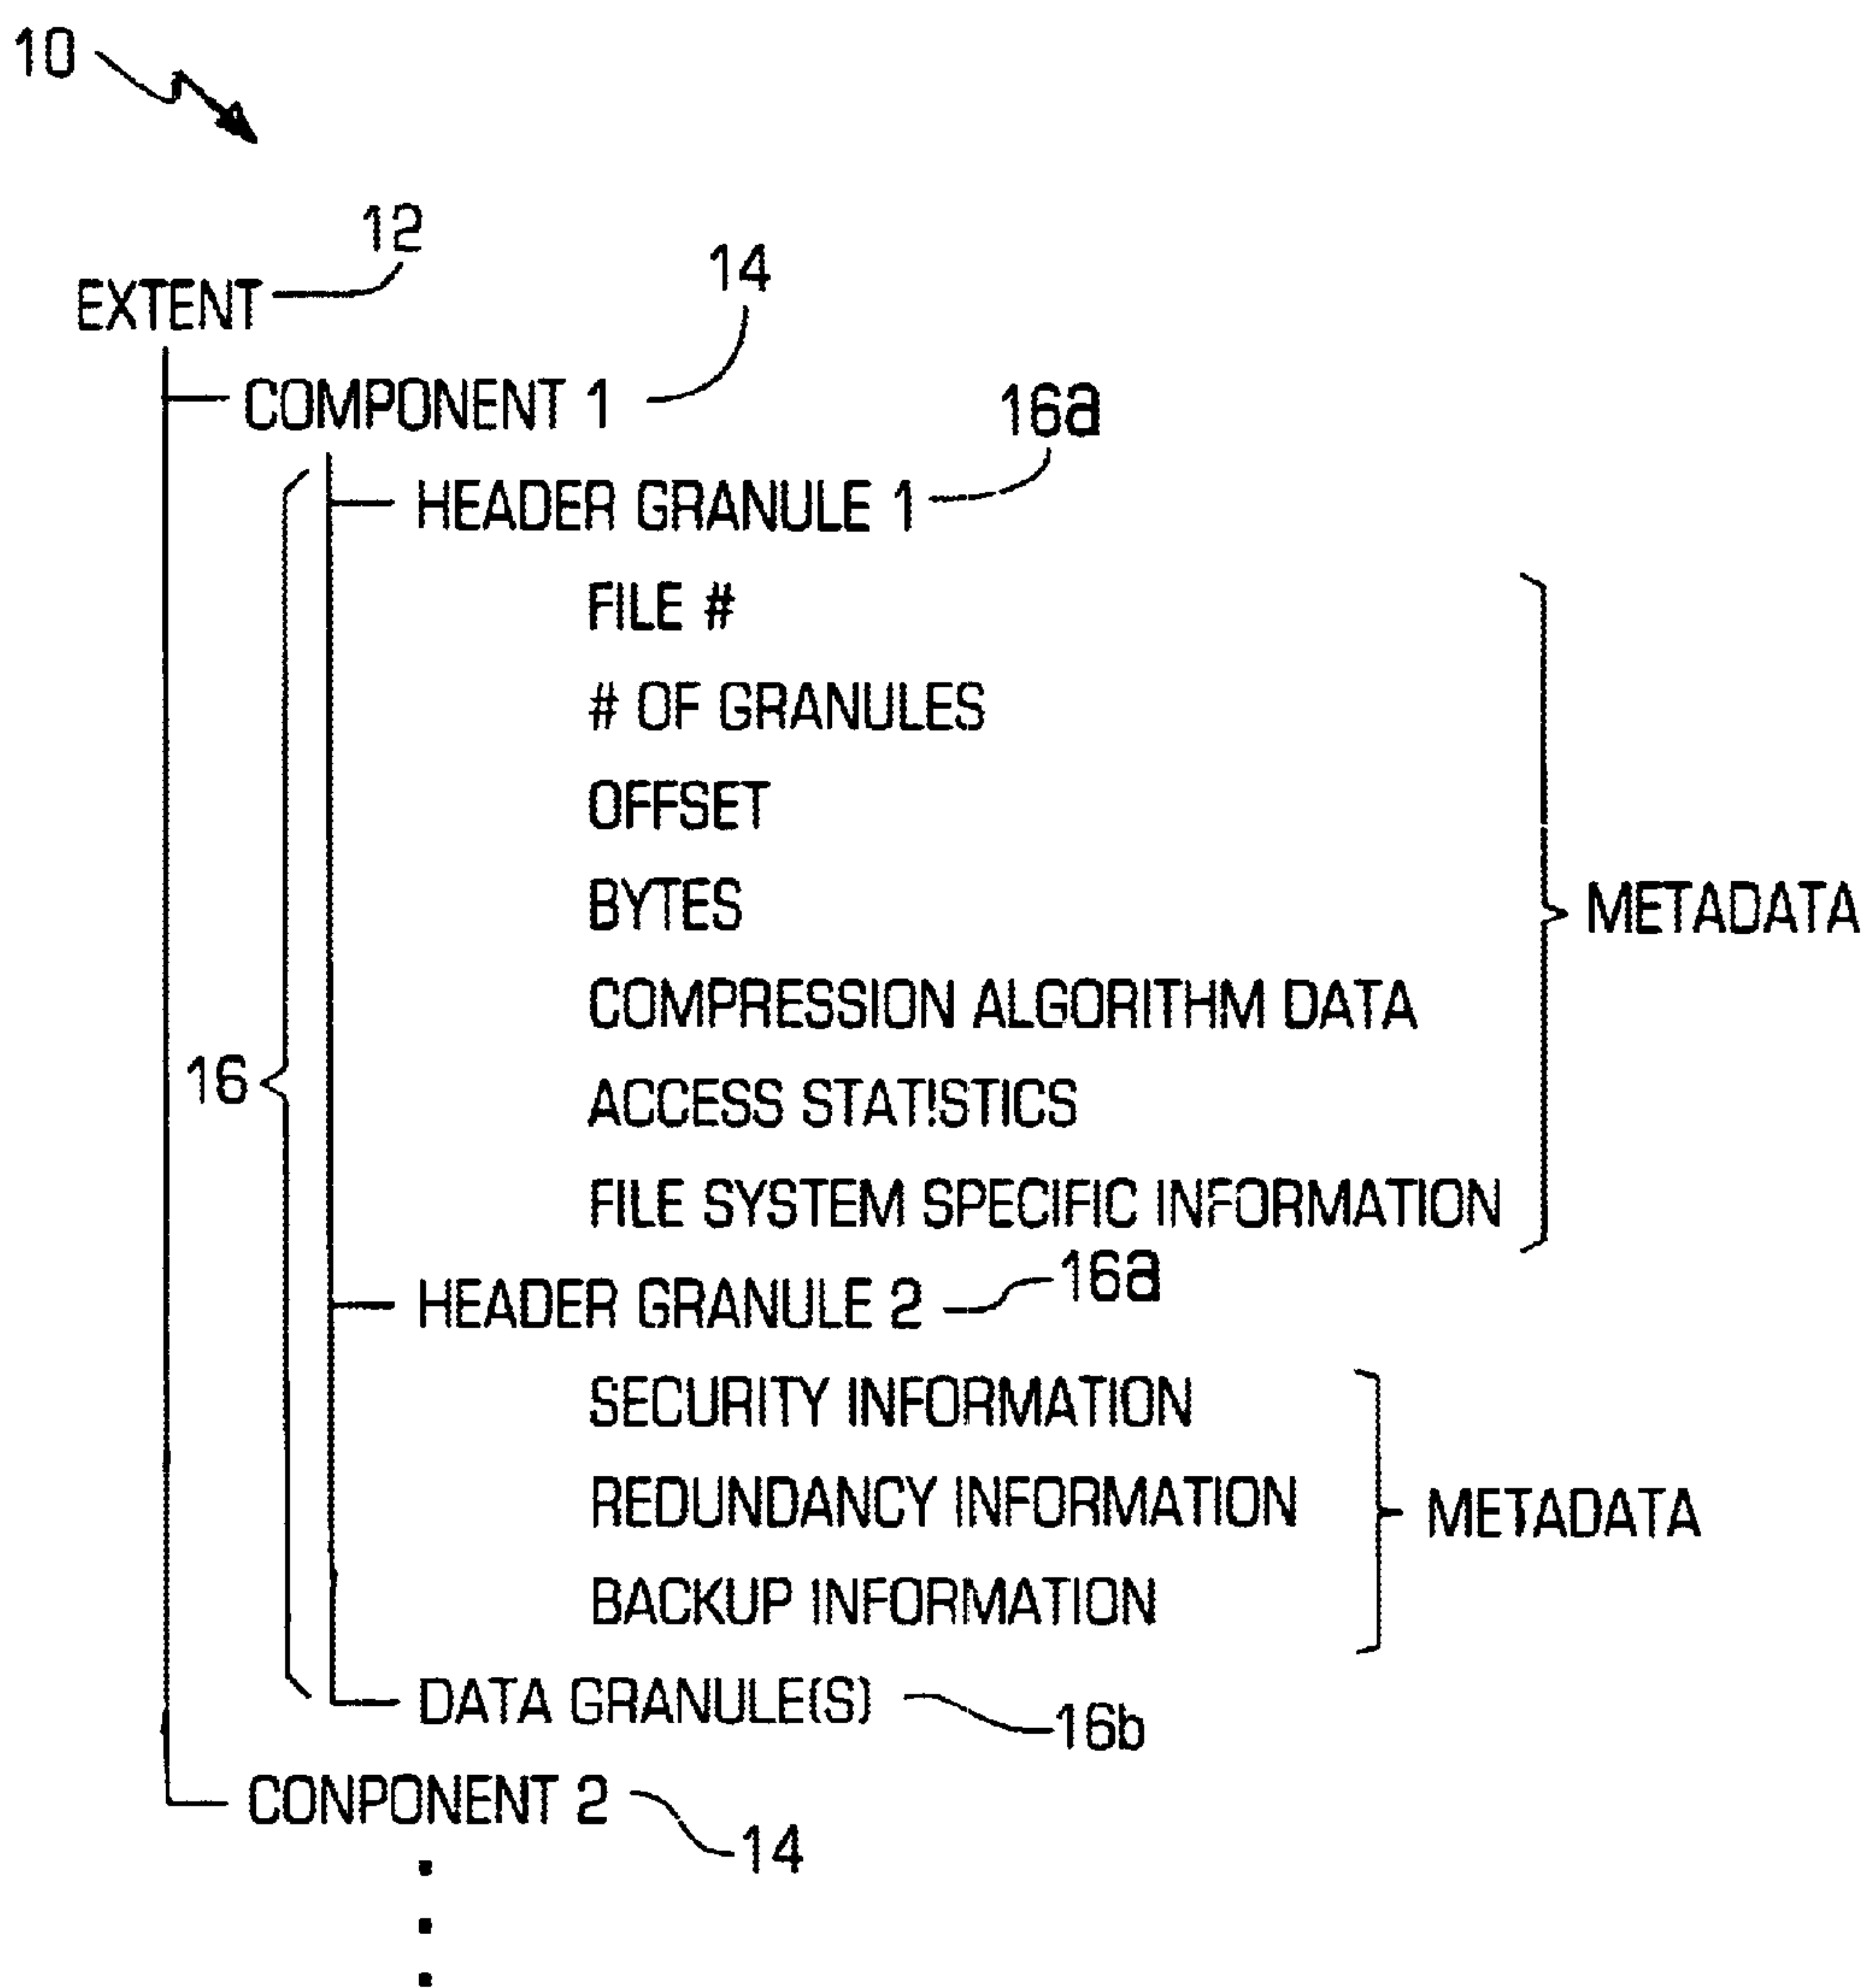 10
12
EXTENT
14
COMPONENT 1
16a
HEADER GRANULE 1
FILE #
# OF GRANULES
OFFSET
BYTES
METADATA
COMPRESSION ALGORITHM DATA
16
ACCESS STATISTICS
FILE SYSTEM SPECIFIC INFORMATION
HEADER GRANULE 2
16a
SECURITY INFORMATION
REDUNDANCY INFORMATION
METADATA
BACKUP INFORMATION
DATA GRANULE(S)
16b
CONPONENT 2
14